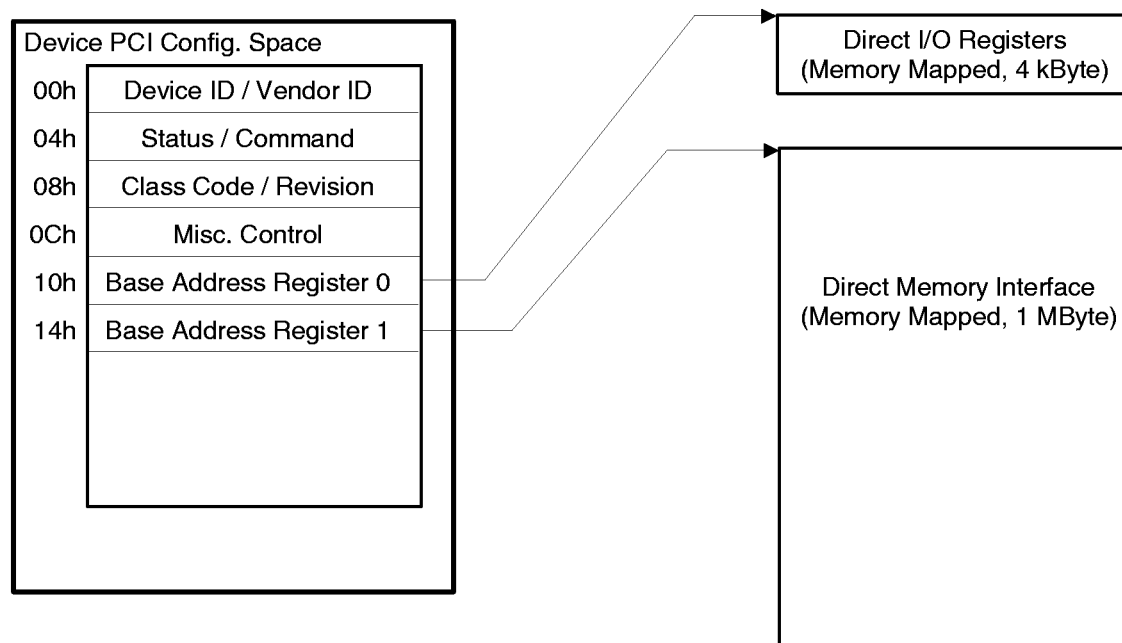 Device PCI Config. Space
00h Device ID / Vendor ID
04h Status / Command
08h Class Code / Revision
0Ch Misc. Control
10h Base Address Register 0
14h Base Address Register 1
Direct I/O Registers
(Memory Mapped, 4 kByte)
Direct Memory Interface
(Memory Mapped, 1 MByte)